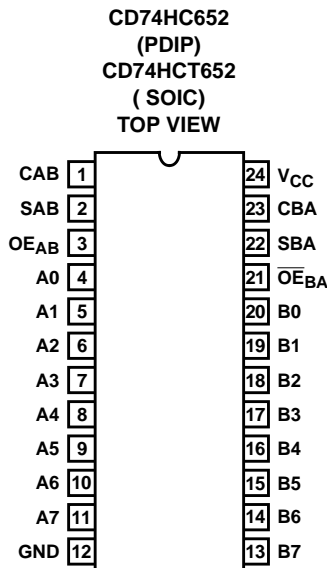 CD74HC652
(PDIP)
CD74HCT652
( SOIC)
TOP VIEW
CAB 1 24 VCC
SAB 2 23 CBA
OEAB 3 22 SBA
A0 4 21 O̅E̅BA
A1 5 20 B0
A2 6 19 B1
A3 7 18 B2
A4 8 17 B3
A5 9 16 B4
A6 10 15 B5
A7 11 14 B6
GND 12 13 B7